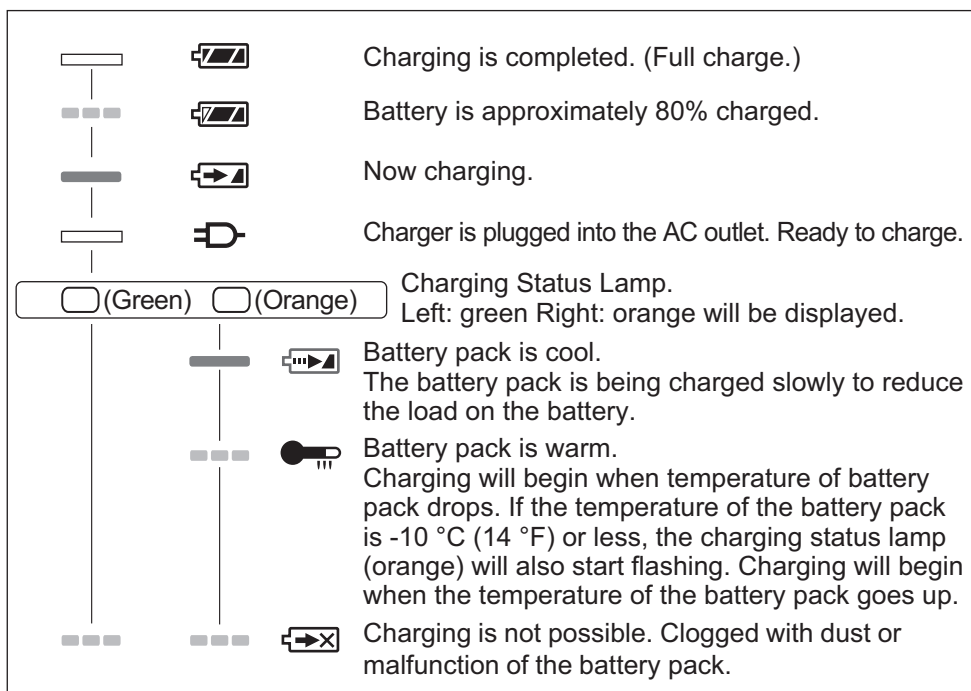 Charging is completed. (Full charge.)
Battery is approximately 80% charged.
Now charging.
Charger is plugged into the AC outlet. Ready to charge.
(Green) (Orange)
Charging Status Lamp.
Left: green Right: orange will be displayed.
Battery pack is cool.
The battery pack is being charged slowly to reduce
the load on the battery.
Battery pack is warm.
Charging will begin when temperature of battery
pack drops. If the temperature of the battery pack
is -10 °C (14 °F) or less, the charging status lamp
(orange) will also start flashing. Charging will begin
when the temperature of the battery pack goes up.
Charging is not possible. Clogged with dust or
malfunction of the battery pack.